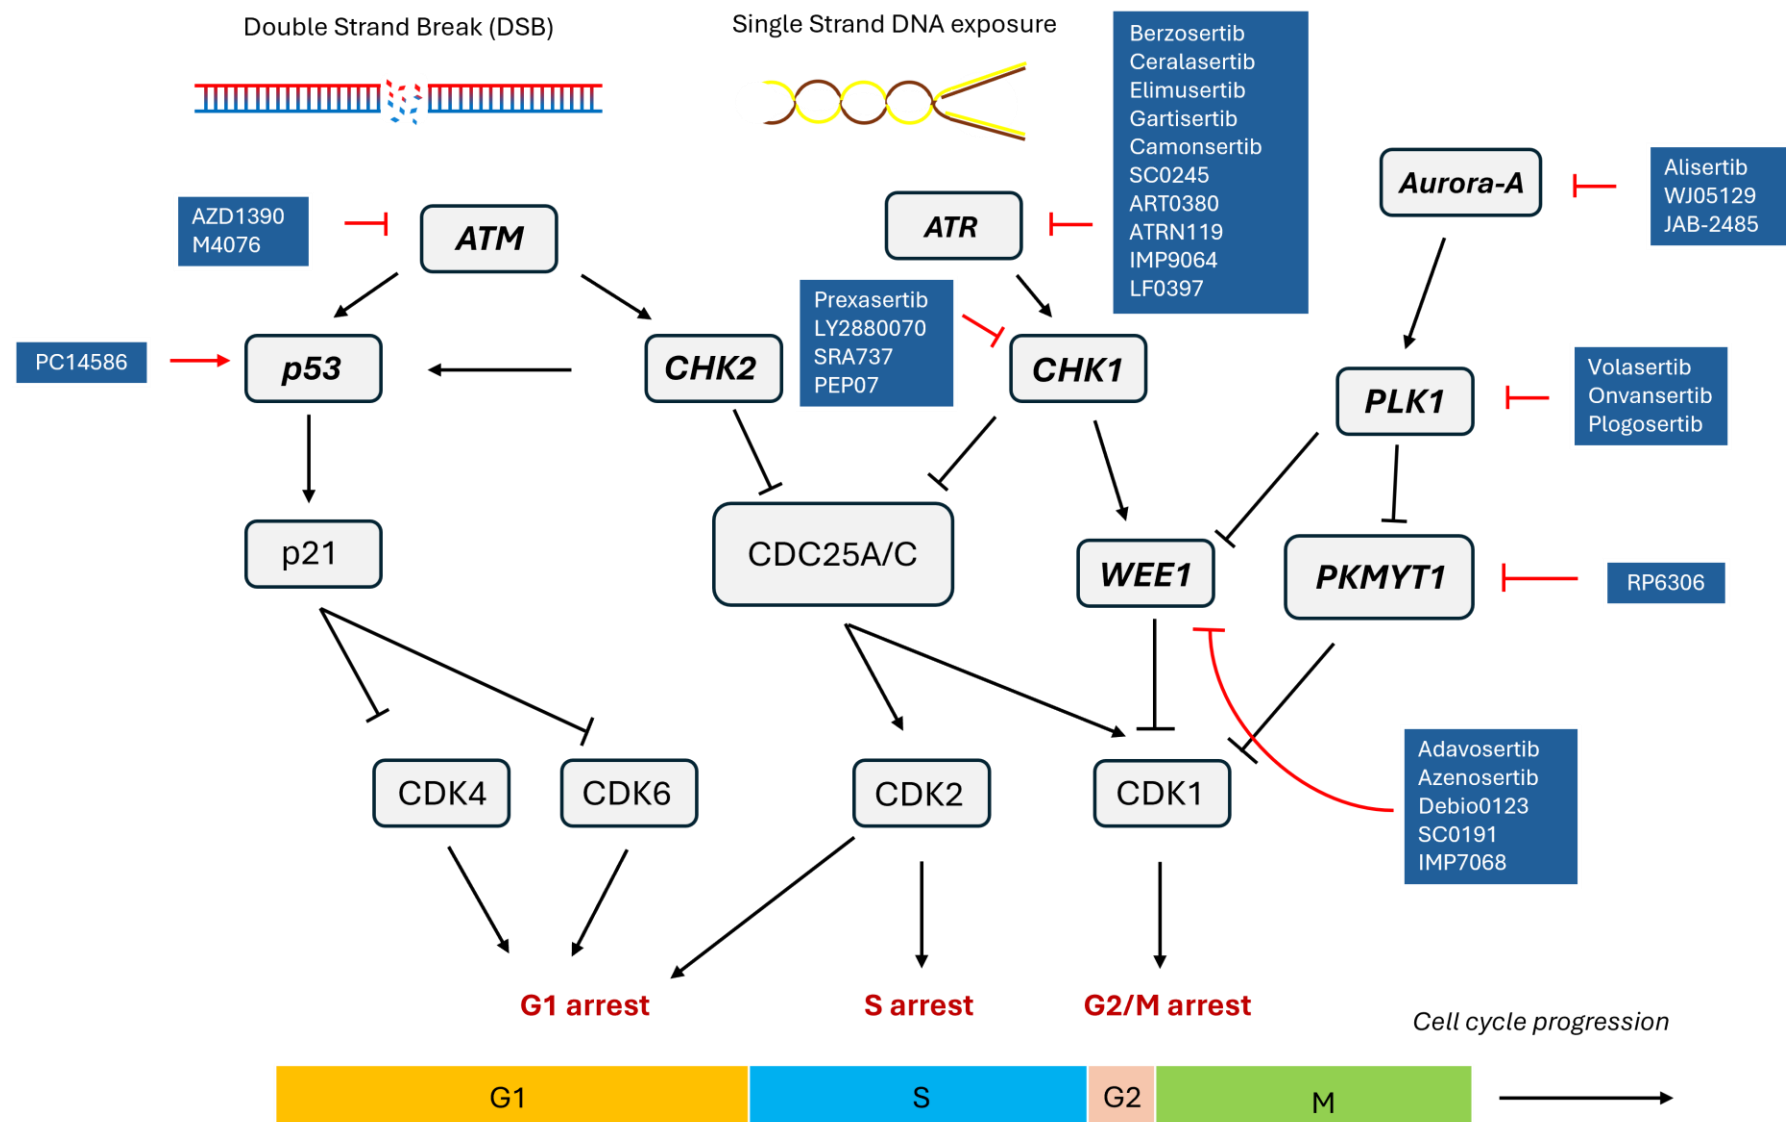 Double Strand Break (DSB)
Single Strand DNA exposure
Berzosertib
Ceralasertib
Elimusertib
Gartisertib
Camonsertib
SC0245
ART0380
ATRN119
IMP9064
LF0397
Aurora-A
Alisertib
WJ05129
JAB-2485
AZD1390
M4076
ATM
ATR
Prexasertib
LY2880070
SRA737
PEP07
PC14586
p53
CHK2
CHK1
PLK1
Volasertib
Onvansertib
Plogosertib
p21
CDC25A/C
WEE1
PKMYT1
RP6306
CDK4
CDK6
CDK2
CDK1
Adavosertib
Azenosertib
Debio0123
SC0191
IMP7068
G1 arrest
S arrest
G2/M arrest
Cell cycle progression
G1
S
G2
M